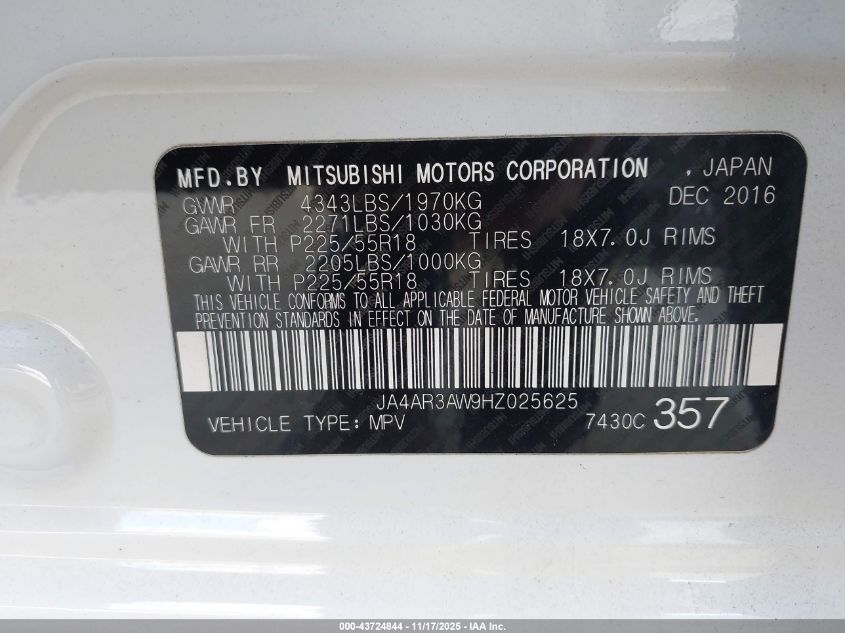 MFD.BY MITSUBISHI MOTORS CORPORATION , JAPAN
GVWR 4343LBS/1970KG DEC 2016
GAWR FR 2271LBS/1030KG
WITH P225/55R18 TIRES 18X7.0J RIMS
GAWR RR 2205LBS/1000KG
WITH P225/55R18 TIRES 18X7.0J RIMS
THIS VEHICLE CONFORMS TO ALL APPLICABLE FEDERAL MOTOR VEHICLE SAFETY AND THEFT
PREVENTION STANDARDS IN EFFECT ON THE DATE OF MANUFACTURE SHOWN ABOVE.
JA4AR3AW9HZ025625
VEHICLE TYPE: MPV 7430C 357
000-43724844 - 11/17/2025 - IAA Inc.